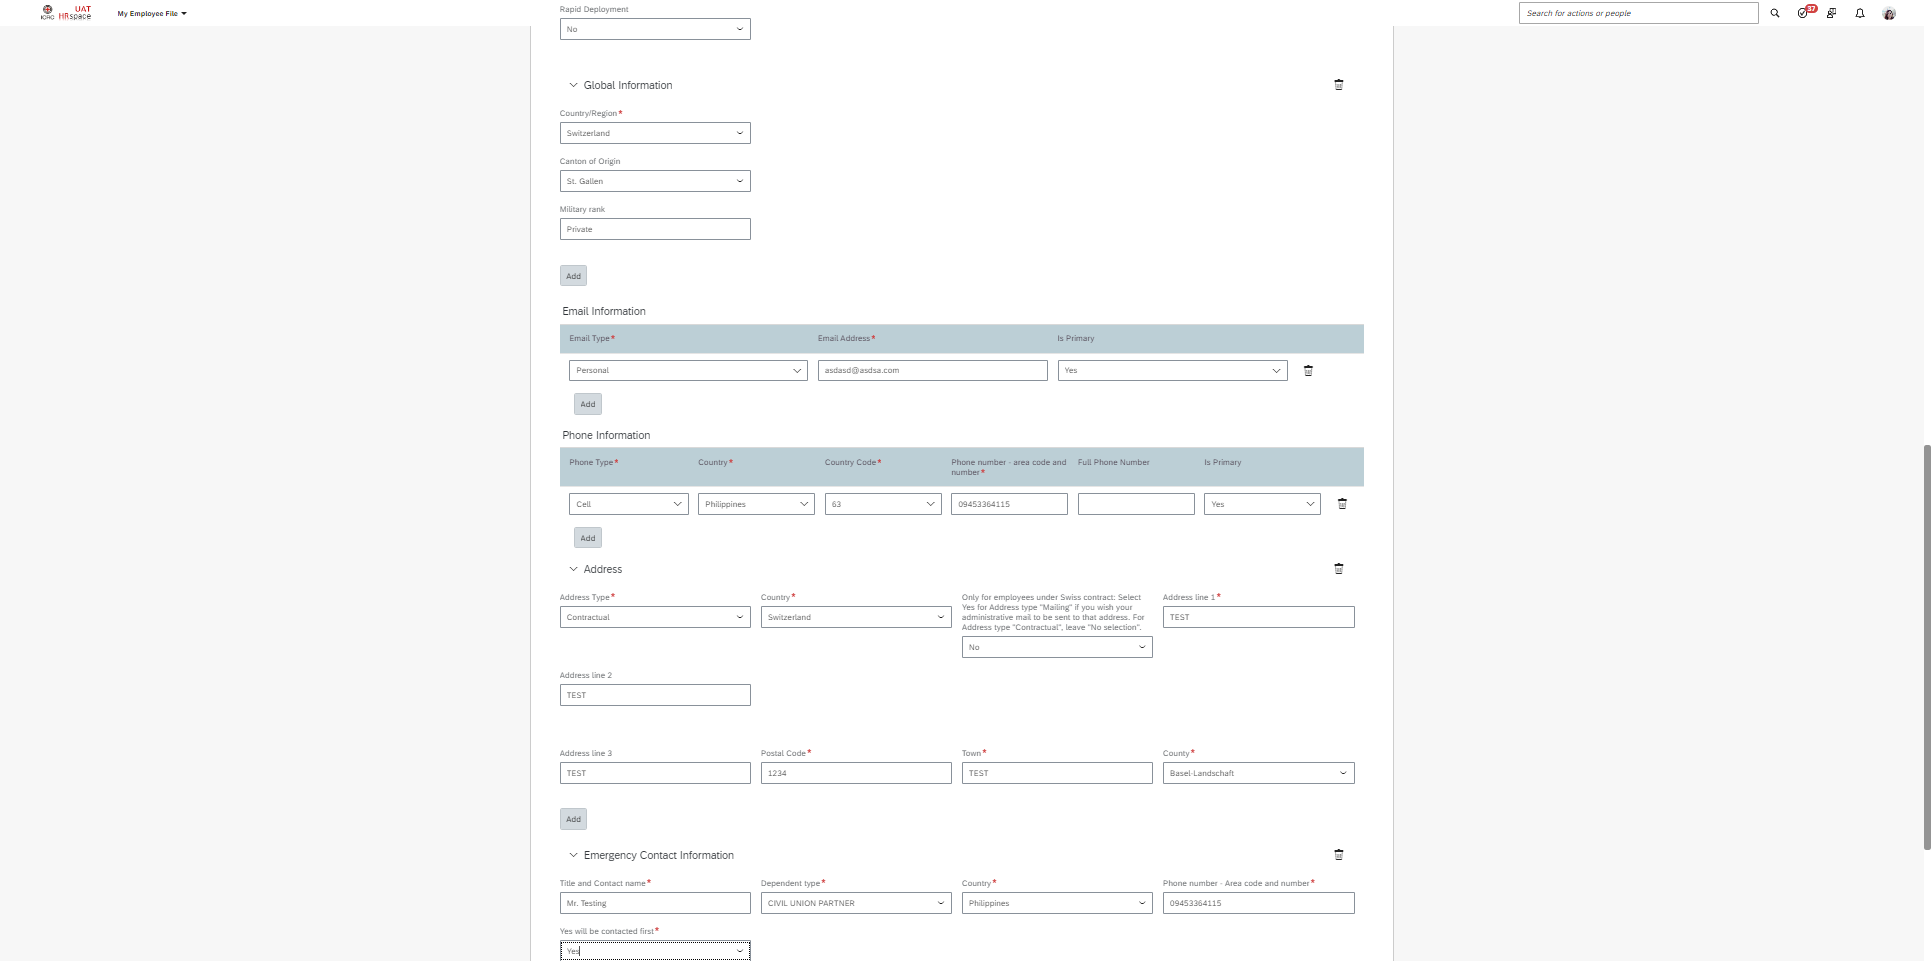 ICRC
UAT
HRspace
My Employee File
Search for actions or people
37
Rapid Deployment
No
Global Information
Country/Region*
Switzerland
Canton of Origin
St. Gallen
Military rank
Private
Add
Email Information
Email Type* Email Address* Is Primary
Personal asdasd@asdsa.com Yes
Add
Phone Information
Phone Type* Country* Country Code* Phone number - area code and Full Phone Number Is Primary
number*
Cell Philippines 63 09453364115 Yes
Add
Address
Address Type* Country* Only for employees under Swiss contract: Select Address line 1*
Yes for Address type "Mailing" if you wish your
administrative mail to be sent to that address. For
Address type "Contractual", leave "No selection".
Contractual Switzerland No TEST
Address line 2
TEST
Address line 3 Postal Code* Town* County*
TEST 1234 TEST Basel-Landschaft
Add
Emergency Contact Information
Title and Contact name* Dependent type* Country* Phone number - Area code and number*
Mr. Testing CIVIL UNION PARTNER Philippines 09453364115
Yes will be contacted first*
Yes